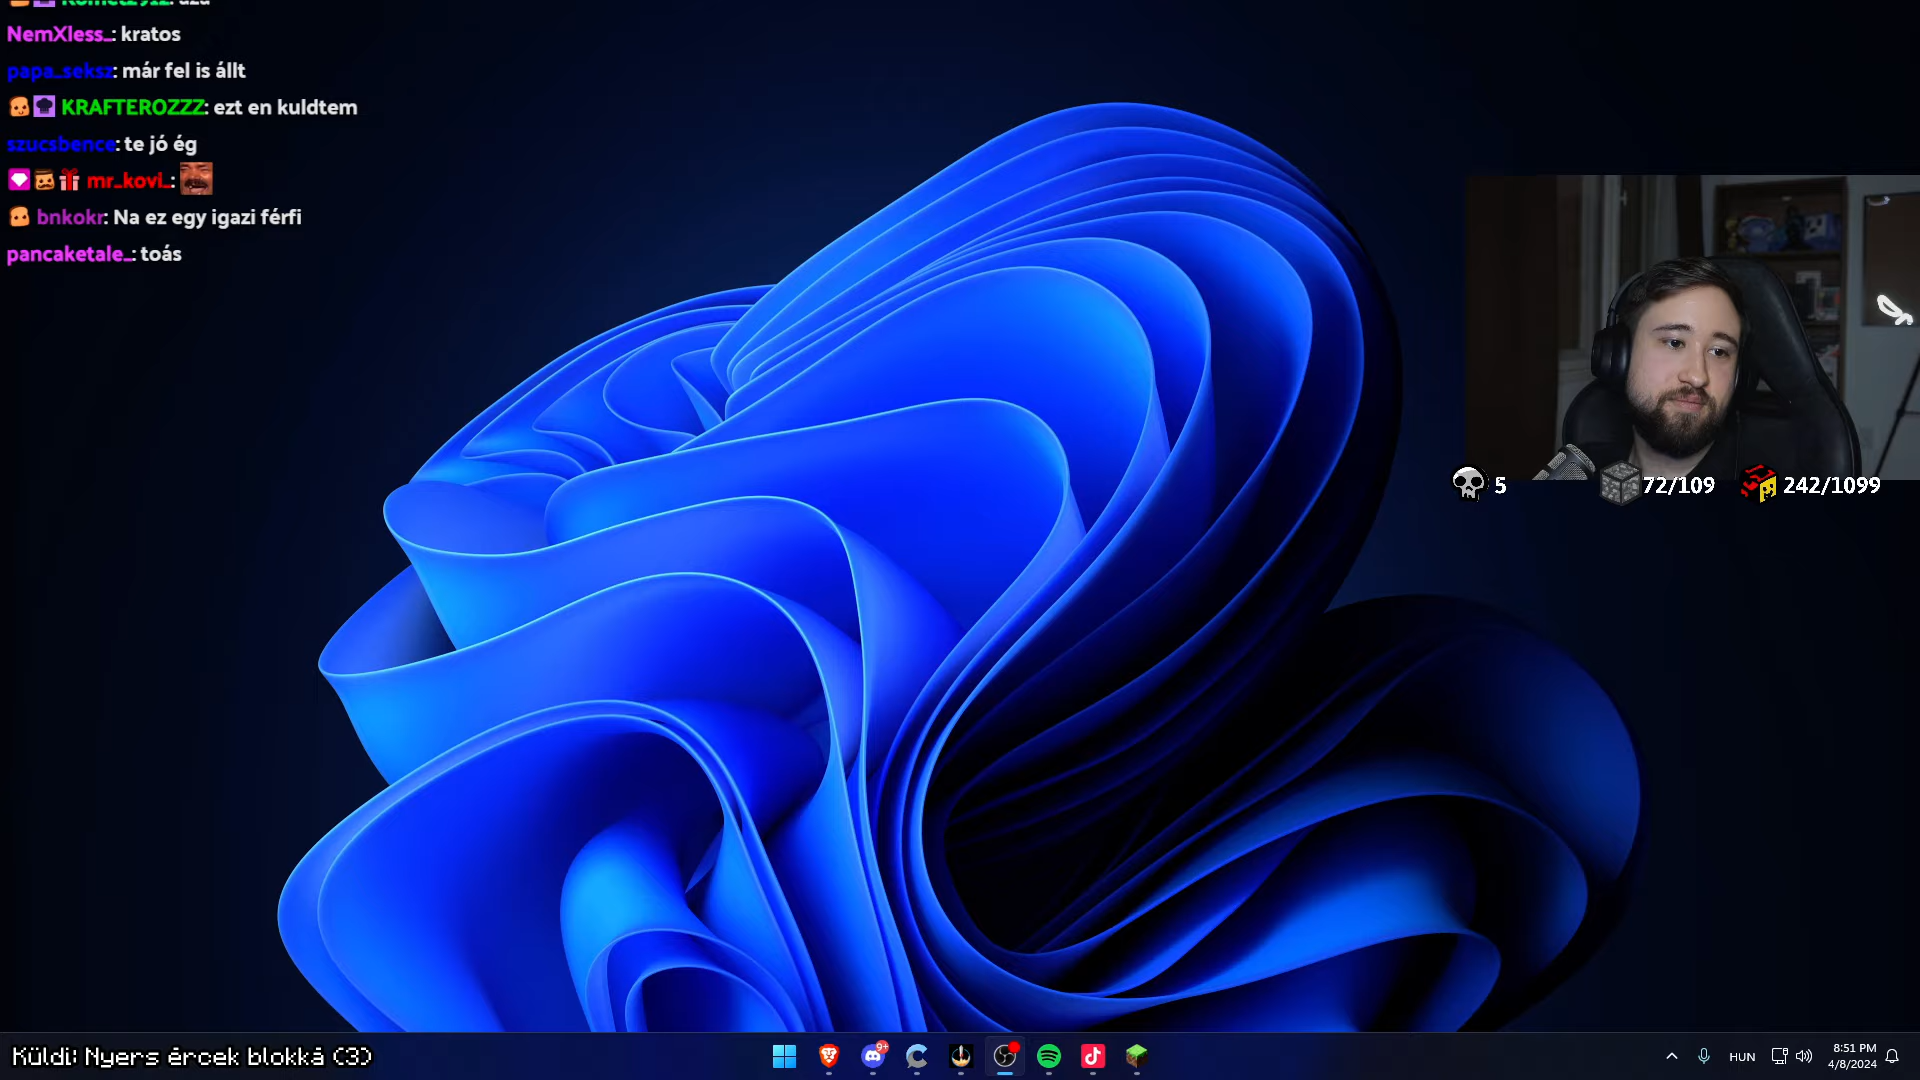 NemXless_: kratos
papa_seksz: már fel is állt
KRAFTEROZZZ: ezt en kuldtem
szucsbence: te jó ég
mr_kovi_:
bnkokr: Na ez egy igazi férfi
pancaketale_: toás
5 72/109 242/1099
Küldi: Nyers ércek blokká (3)
9+
HUN
8:51 PM
4/8/2024